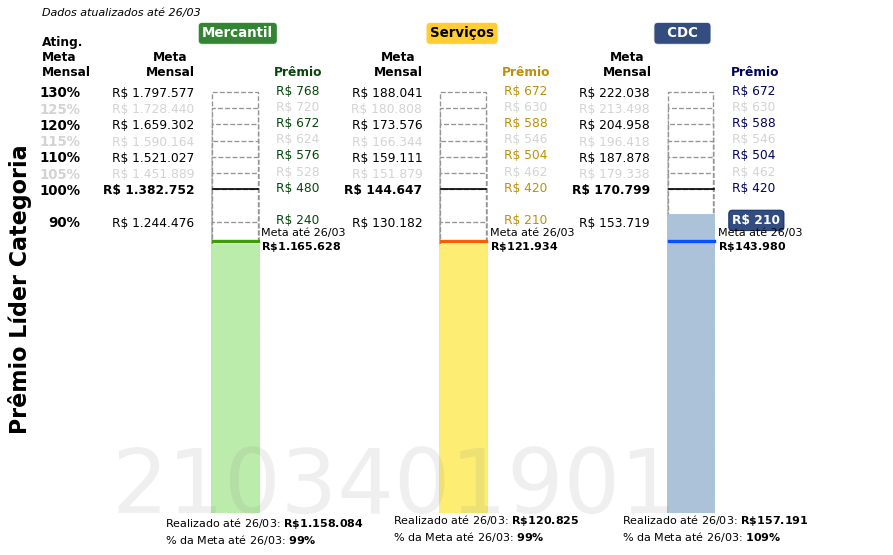 Dados atualizados até 26/03
Mercantil
Serviços
CDC
Ating.
Meta
Mensal
Meta
Mensal
Prêmio
Meta
Mensal
Prêmio
Meta
Mensal
Prêmio
130% R$ 1.797.577 R$ 768 R$ 188.041 R$ 672 R$ 222.038 R$ 672
125% R$ 1.728.440 R$ 720 R$ 180.808 R$ 630 R$ 213.498 R$ 630
120% R$ 1.659.302 R$ 672 R$ 173.576 R$ 588 R$ 204.958 R$ 588
115% R$ 1.590.164 R$ 624 R$ 166.344 R$ 546 R$ 196.418 R$ 546
110% R$ 1.521.027 R$ 576 R$ 159.111 R$ 504 R$ 187.878 R$ 504
105% R$ 1.451.889 R$ 528 R$ 151.879 R$ 462 R$ 179.338 R$ 462
100% R$ 1.382.752 R$ 480 R$ 144.647 R$ 420 R$ 170.799 R$ 420
90% R$ 1.244.476 R$ 240 R$ 130.182 R$ 210 R$ 153.719 R$ 210
Meta até 26/03
R$1.165.628
Meta até 26/03
R$121.934
Meta até 26/03
R$143.980
Prêmio Líder Categoria
2103401901
Realizado até 26/03: R$1.158.084
% da Meta até 26/03: 99%
Realizado até 26/03: R$120.825
% da Meta até 26/03: 99%
Realizado até 26/03: R$157.191
% da Meta até 26/03: 109%